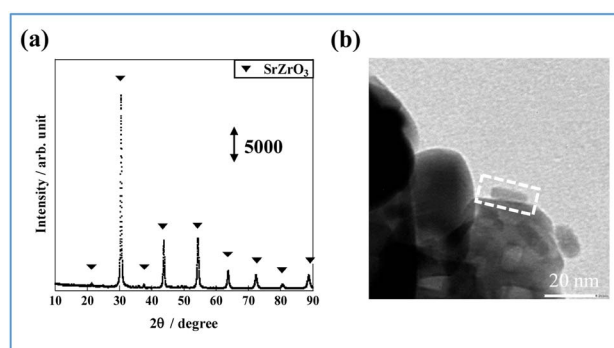 (a)
(b)
▼ SrZrO₃
5000
Intensity / arb. unit
10 20 30 40 50 60 70 80 90
2θ / degree
20 nm